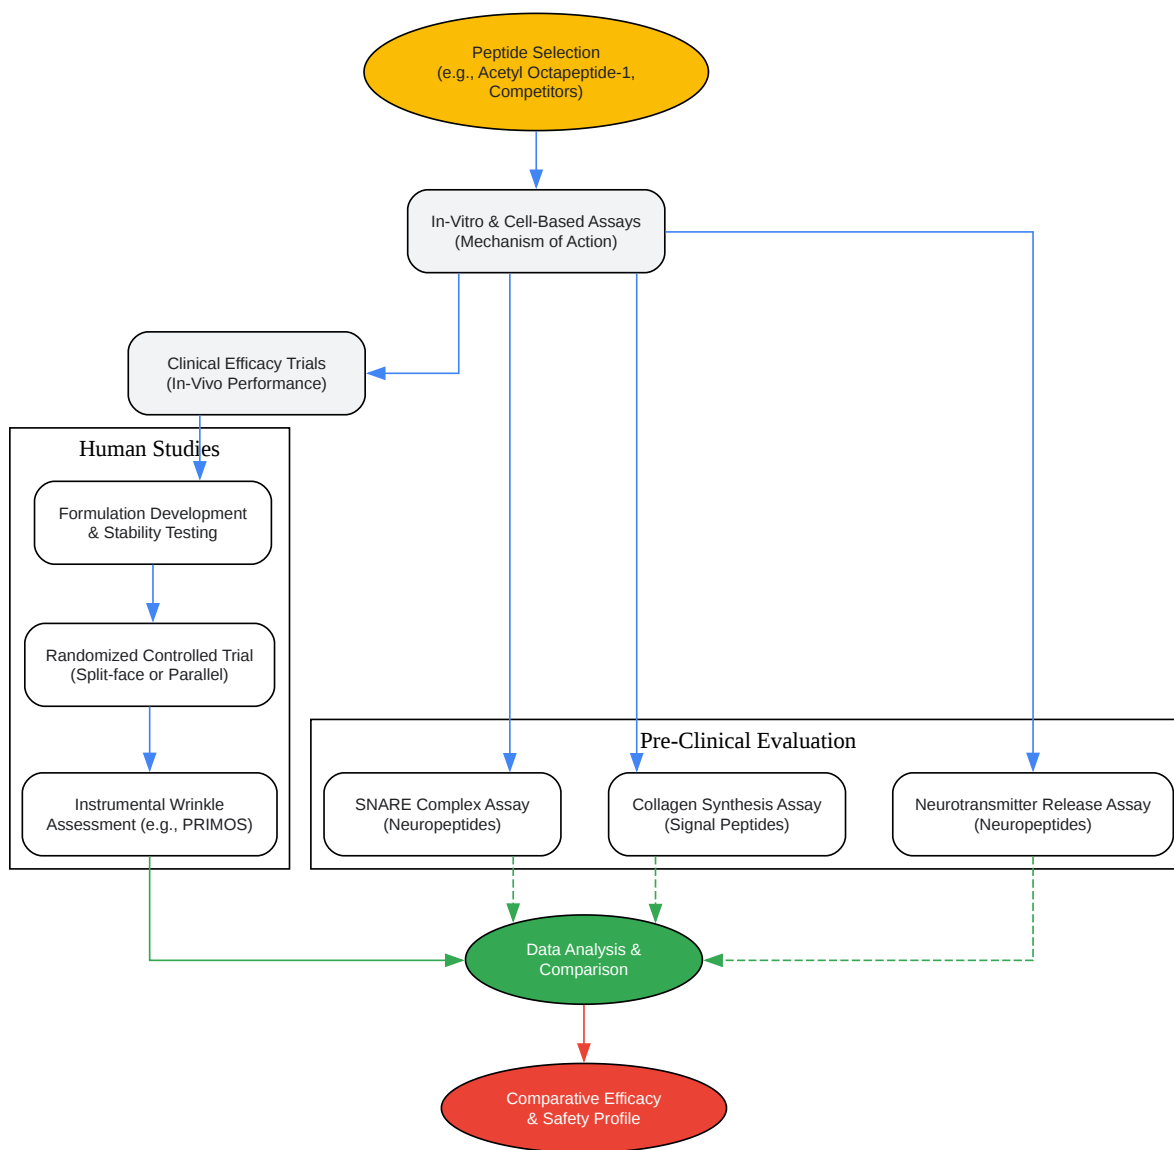 Peptide Selection
(e.g., Acetyl Octapeptide-1,
Competitors)
In-Vitro & Cell-Based Assays
(Mechanism of Action)
Clinical Efficacy Trials
(In-Vivo Performance)
Human Studies
Formulation Development
& Stability Testing
Randomized Controlled Trial
(Split-face or Parallel)
Instrumental Wrinkle
Assessment (e.g., PRIMOS)
Pre-Clinical Evaluation
SNARE Complex Assay
(Neuropeptides)
Collagen Synthesis Assay
(Signal Peptides)
Neurotransmitter Release Assay
(Neuropeptides)
Data Analysis &
Comparison
Comparative Efficacy
& Safety Profile